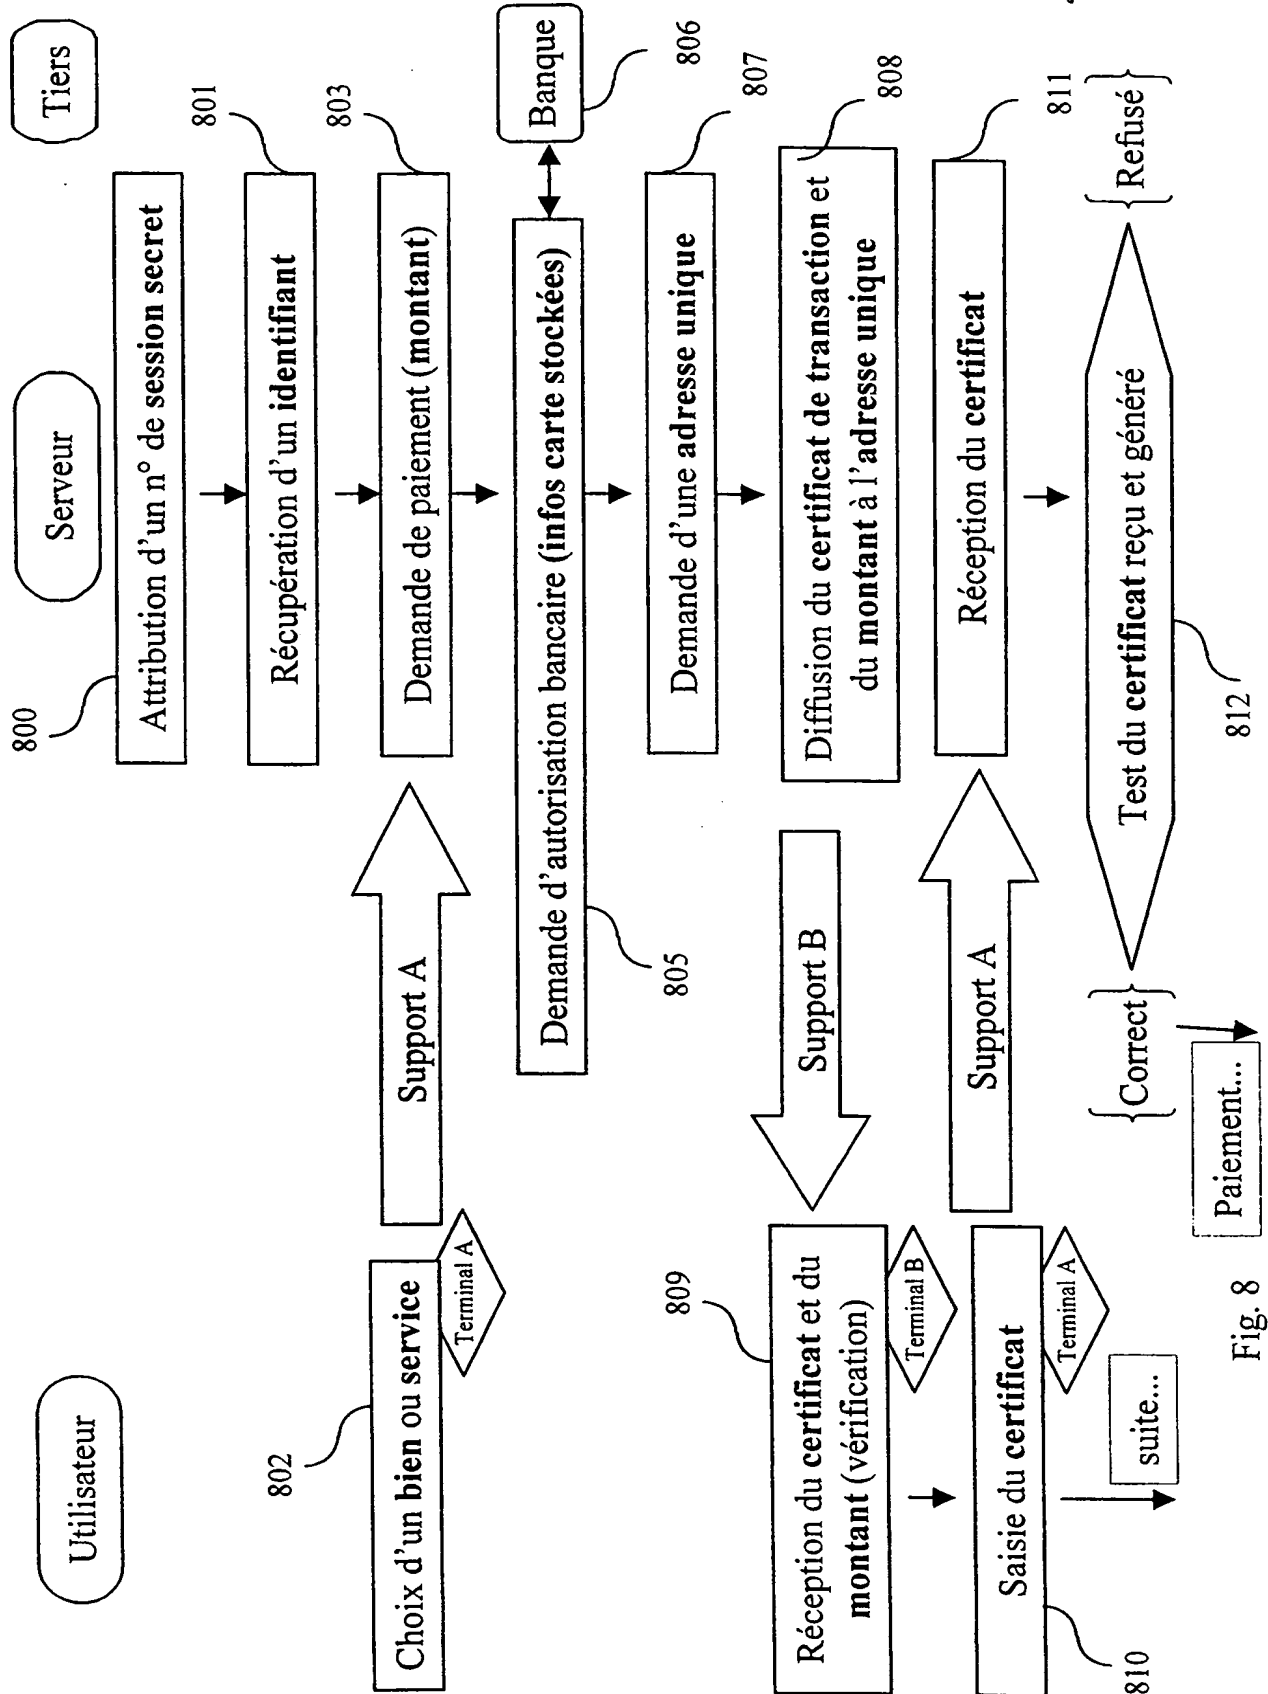 Utilisateur
Serveur
Tiers
800
Attribution d'un n° de session secret
801
Récupération d'un identifiant
802
Choix d'un bien ou service
Terminal A
Support A
803
Demande de paiement (montant)
Demande d'autorisation bancaire (infos carte stockées)
805
Banque
806
Demande d'une adresse unique
807
Diffusion du certificat de transaction et
du montant à l'adresse unique
808
Support B
809
Réception du certificat et du
montant (vérification)
Terminal B
Saisie du certificat
810
Terminal A
Support A
Réception du certificat
811
suite...
Correct
Test du certificat reçu et généré
Refusé
812
Paiement...
Fig. 8